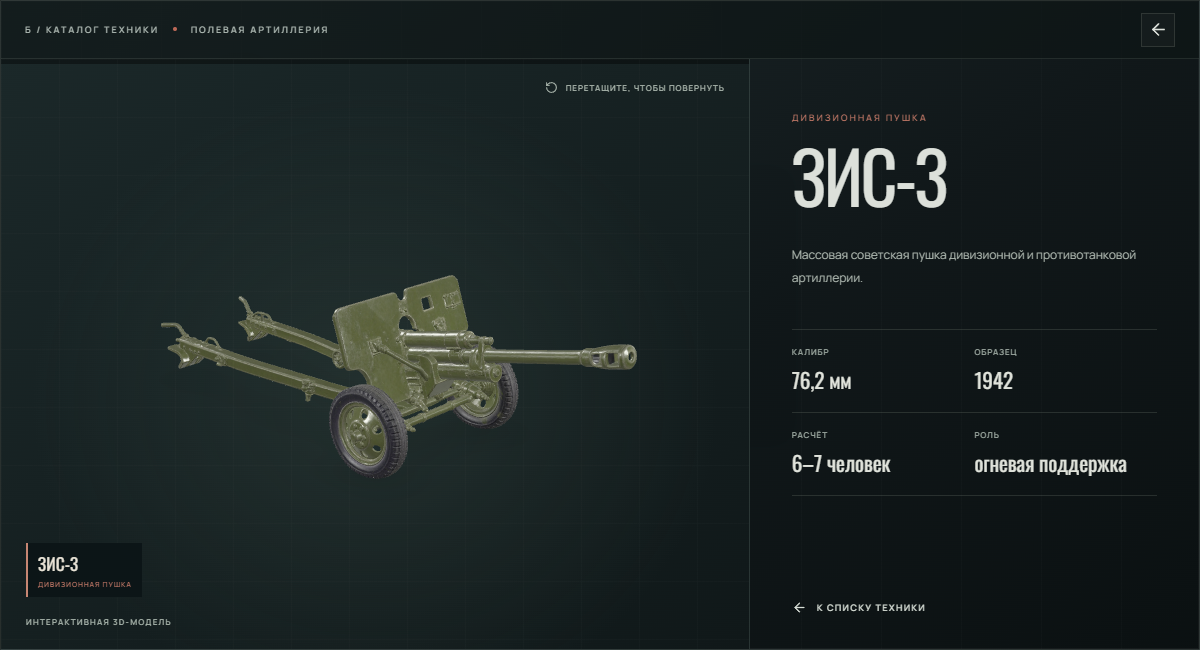 Б / КАТАЛОГ ТЕХНИКИ • ПОЛЕВАЯ АРТИЛЛЕРИЯ
ПЕРЕТАЩИТЕ, ЧТОБЫ ПОВЕРНУТЬ
ЗИС-3
ДИВИЗИОННАЯ ПУШКА
ИНТЕРАКТИВНАЯ 3D-МОДЕЛЬ
ДИВИЗИОННАЯ ПУШКА
ЗИС-3
Массовая советская пушка дивизионной и противотанковой
артиллерии.
КАЛИБР
76,2 мм
ОБРАЗЕЦ
1942
РАСЧЁТ
6–7 человек
РОЛЬ
огневая поддержка
К СПИСКУ ТЕХНИКИ